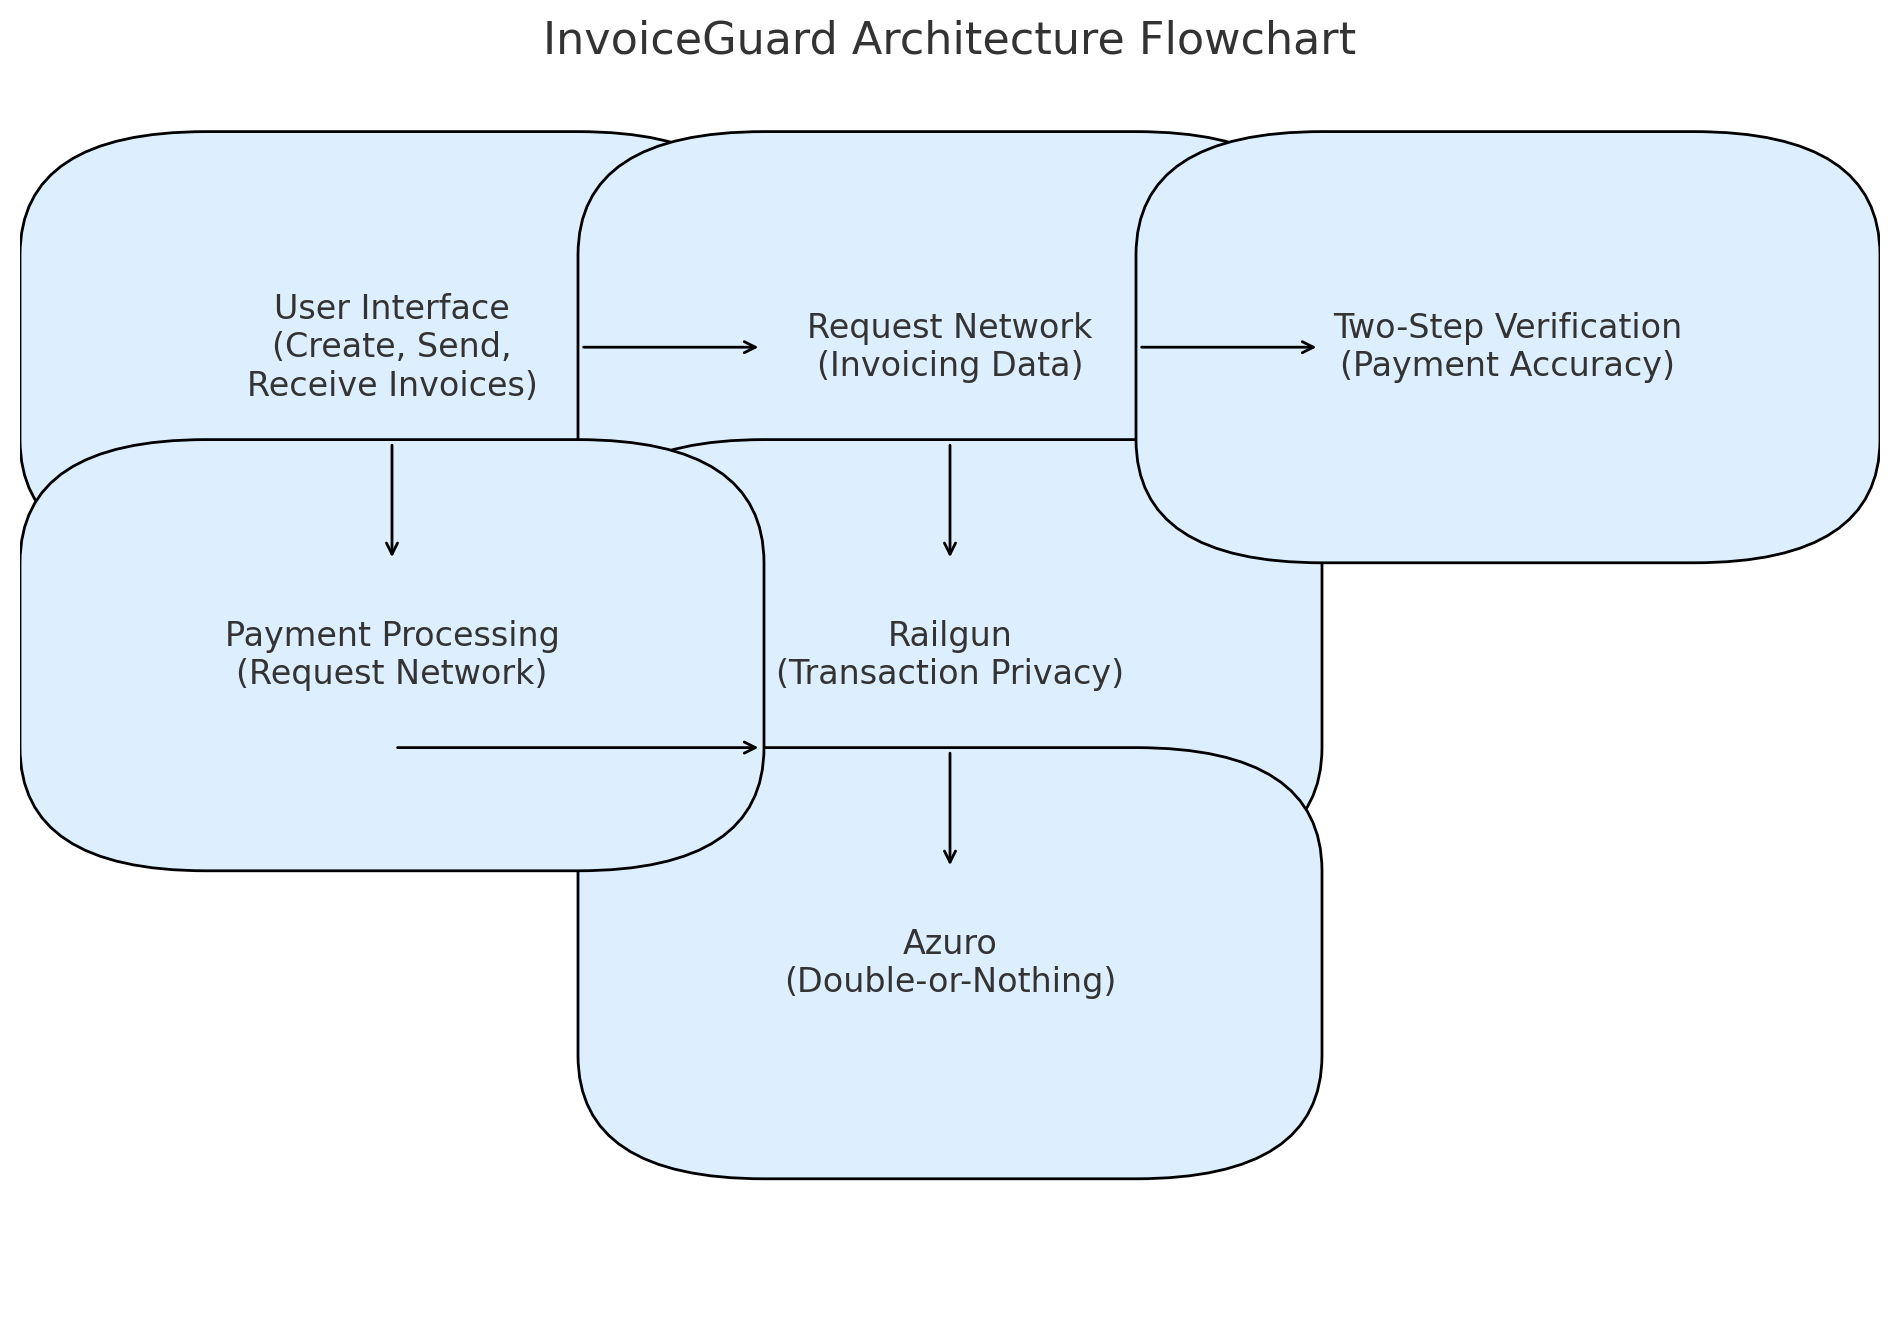 InvoiceGuard Architecture Flowchart
User Interface
(Create, Send,
Receive Invoices)
Request Network
(Invoicing Data)
Two-Step Verification
(Payment Accuracy)
Payment Processing
(Request Network)
Railgun
(Transaction Privacy)
Azuro
(Double-or-Nothing)